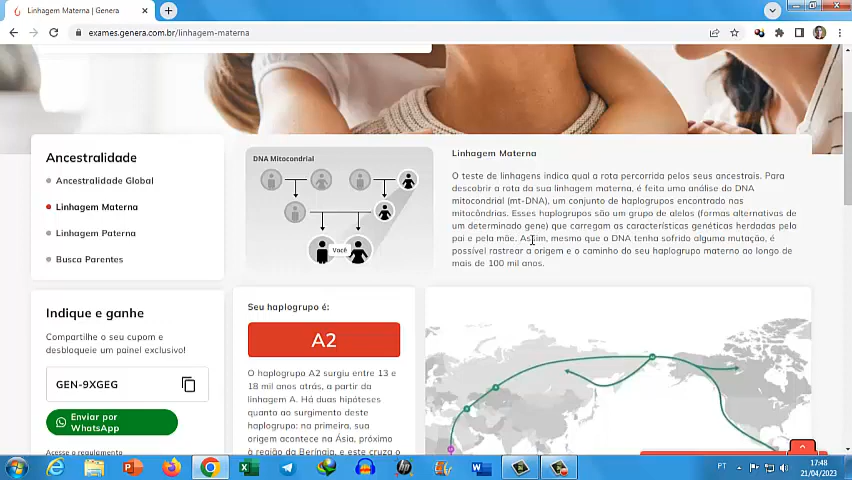 Linhagem Materna | Genera
exames.genera.com.br/linhagem-materna
Ancestralidade
Ancestralidade Global
Linhagem Materna
Linhagem Paterna
Busca Parentes
DNA Mitocondrial
Você
Linhagem Materna
O teste de linhagens indica qual a rota percorrida pelos seus ancestrais. Para
descobrir a rota da sua linhagem materna, é feita uma análise do DNA
mitocondrial (mt-DNA), um conjunto de haplogrupos encontrado nas
mitocôndrias. Esses haplogrupos são um grupo de alelos (formas alternativas de
um determinado gene) que carregam as características genéticas herdadas pelo
pai e pela mãe. Assim, mesmo que o DNA tenha sofrido alguma mutação, é
possível rastrear a origem e o caminho do seu haplogrupo materno ao longo de
mais de 100 mil anos.
Indique e ganhe
Compartilhe o seu cupom e
desbloqueie um painel exclusivo!
GEN-9XGEG
Enviar por
WhatsApp
Acesse o regulamento
Seu haplogrupo é:
A2
O haplogrupo A2 surgiu entre 13 e
18 mil anos atrás, a partir da
linhagem A. Há duas hipóteses
quanto ao surgimento deste
haplogrupo: na primeira, sua
origem acontece na Ásia, próximo
à região da Beríngia, e este cruza o
PT
17:48
21/04/2023